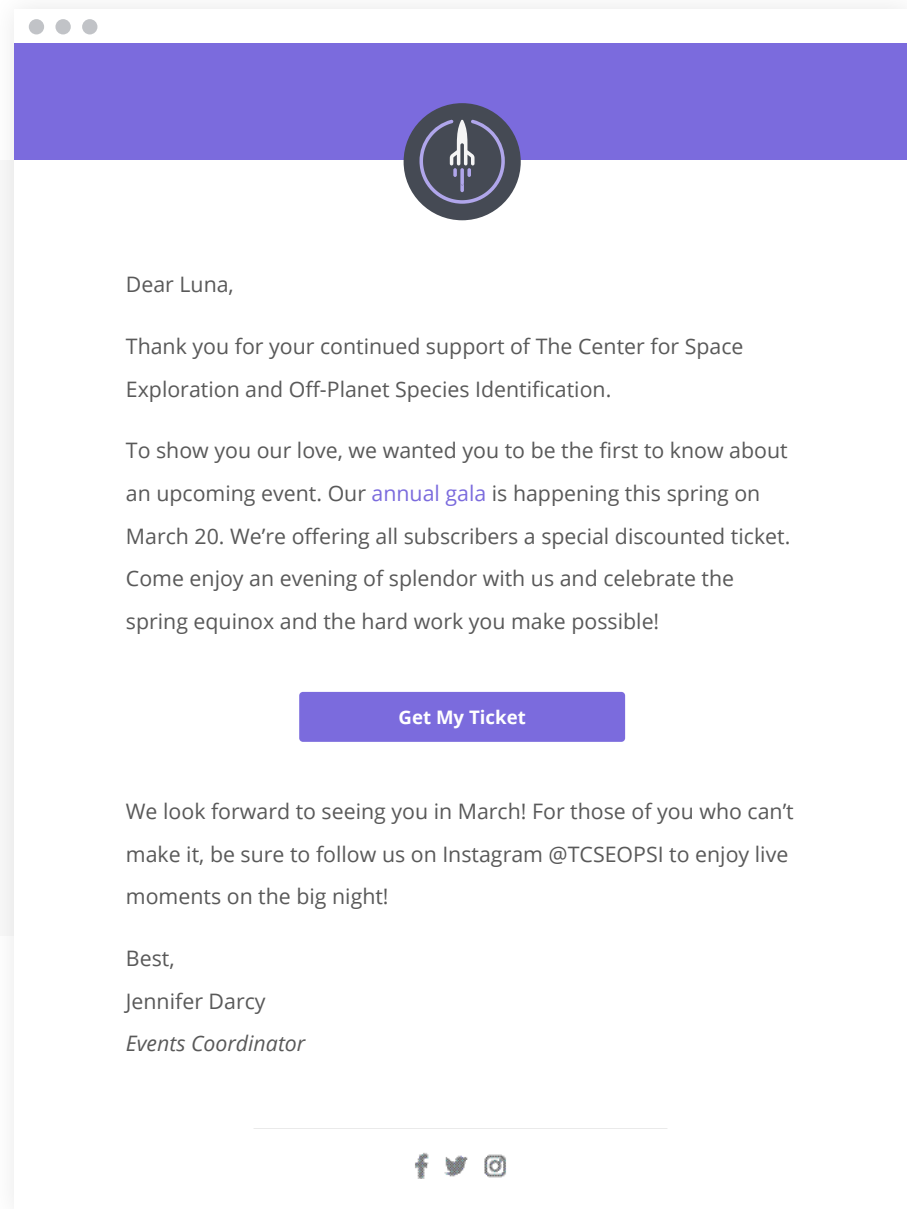 Dear Luna,
Thank you for your continued support of The Center for Space
Exploration and Off-Planet Species Identification.
To show you our love, we wanted you to be the first to know about
an upcoming event. Our annual gala is happening this spring on
March 20. We’re offering all subscribers a special discounted ticket.
Come enjoy an evening of splendor with us and celebrate the
spring equinox and the hard work you make possible!
Get My Ticket
We look forward to seeing you in March! For those of you who can’t
make it, be sure to follow us on Instagram @TCSEOPSI to enjoy live
moments on the big night!
Best,
Jennifer Darcy
Events Coordinator